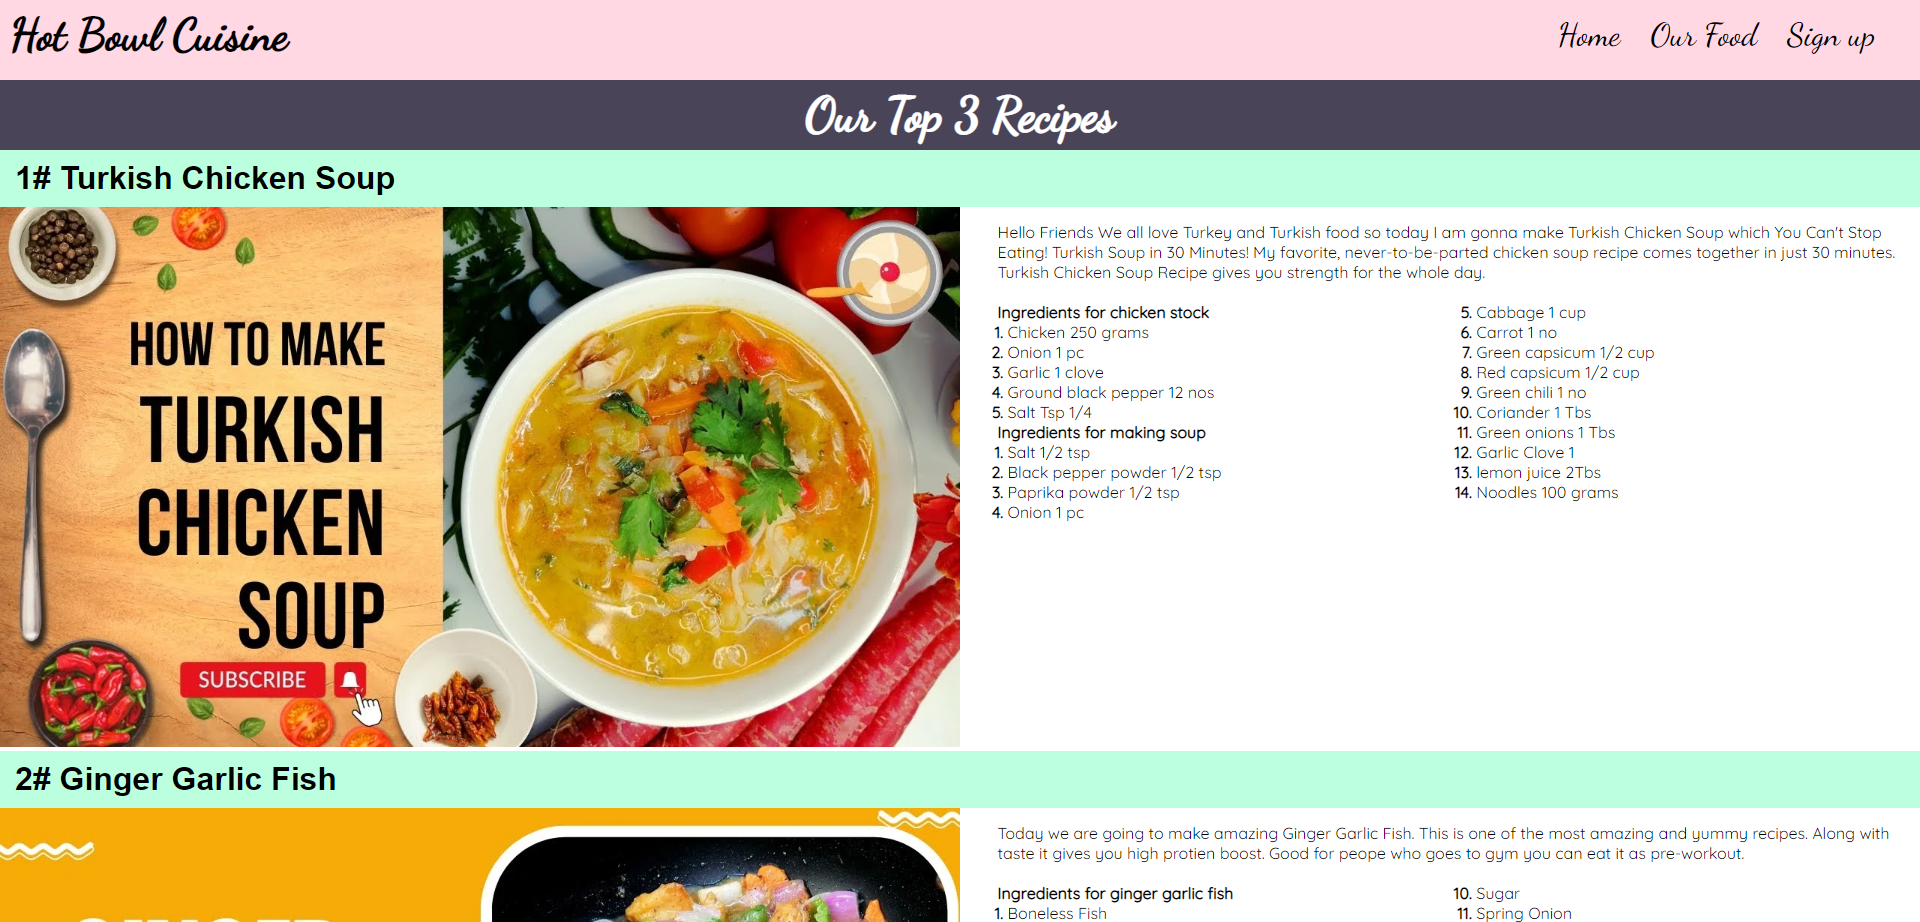 Hot Bowl Cuisine
Home Our Food Sign up
Our Top 3 Recipes
1# Turkish Chicken Soup
HOW TO MAKE
TURKISH
CHICKEN
SOUP
SUBSCRIBE
Hello Friends We all love Turkey and Turkish food so today I am gonna make Turkish Chicken Soup which You Can't Stop
Eating! Turkish Soup in 30 Minutes! My favorite, never-to-be-parted chicken soup recipe comes together in just 30 minutes.
Turkish Chicken Soup Recipe gives you strength for the whole day.
Ingredients for chicken stock
1. Chicken 250 grams
2. Onion 1 pc
3. Garlic 1 clove
4. Ground black pepper 12 nos
5. Salt Tsp 1/4
Ingredients for making soup
1. Salt 1/2 tsp
2. Black pepper powder 1/2 tsp
3. Paprika powder 1/2 tsp
4. Onion 1 pc
5. Cabbage 1 cup
6. Carrot 1 no
7. Green capsicum 1/2 cup
8. Red capsicum 1/2 cup
9. Green chili 1 no
10. Coriander 1 Tbs
11. Green onions 1 Tbs
12. Garlic Clove 1
13. lemon juice 2Tbs
14. Noodles 100 grams
2# Ginger Garlic Fish
Today we are going to make amazing Ginger Garlic Fish. This is one of the most amazing and yummy recipes. Along with
taste it gives you high protien boost. Good for peope who goes to gym you can eat it as pre-workout.
Ingredients for ginger garlic fish
1. Boneless Fish
10. Sugar
11. Spring Onion